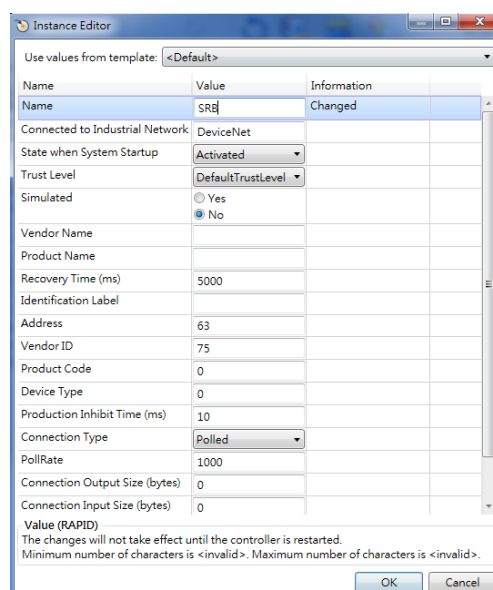 Instance Editor
Use values from template: <Default>
Name Value Information
Name SRB Changed
Connected to Industrial Network DeviceNet
State when System Startup Activated
Trust Level DefaultTrustLevel
Simulated Yes
No
Vendor Name
Product Name
Recovery Time (ms) 5000
Identification Label
Address 63
Vendor ID 75
Product Code 0
Device Type 0
Production Inhibit Time (ms) 10
Connection Type Polled
PollRate 1000
Connection Output Size (bytes) 0
Connection Input Size (bytes) 0
Value (RAPID)
The changes will not take effect until the controller is restarted.
Minimum number of characters is <invalid>. Maximum number of characters is <invalid>.
OK Cancel